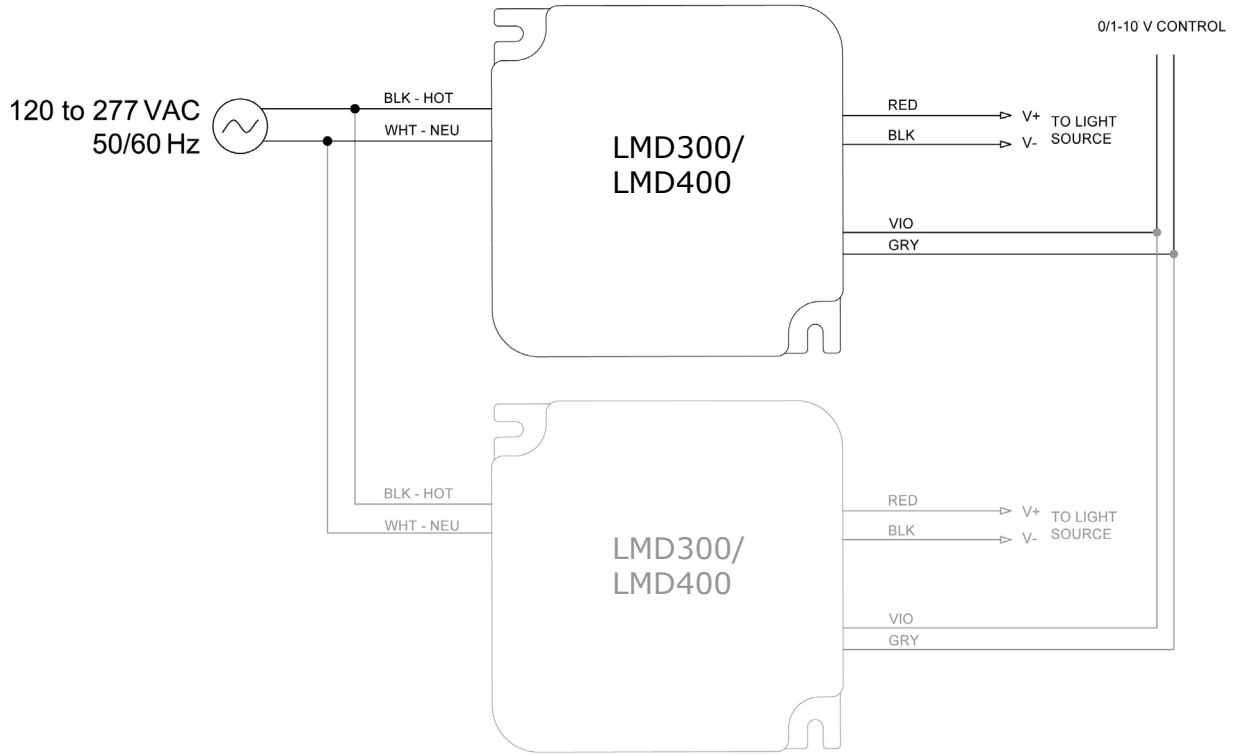 0/1-10 V CONTROL
120 to 277 VAC
50/60 Hz
BLK - HOT
WHT - NEU
LMD300/
LMD400
RED
BLK
V+
V-
TO LIGHT
SOURCE
VIO
GRY
BLK - HOT
WHT - NEU
LMD300/
LMD400
RED
BLK
V+
V-
TO LIGHT
SOURCE
VIO
GRY